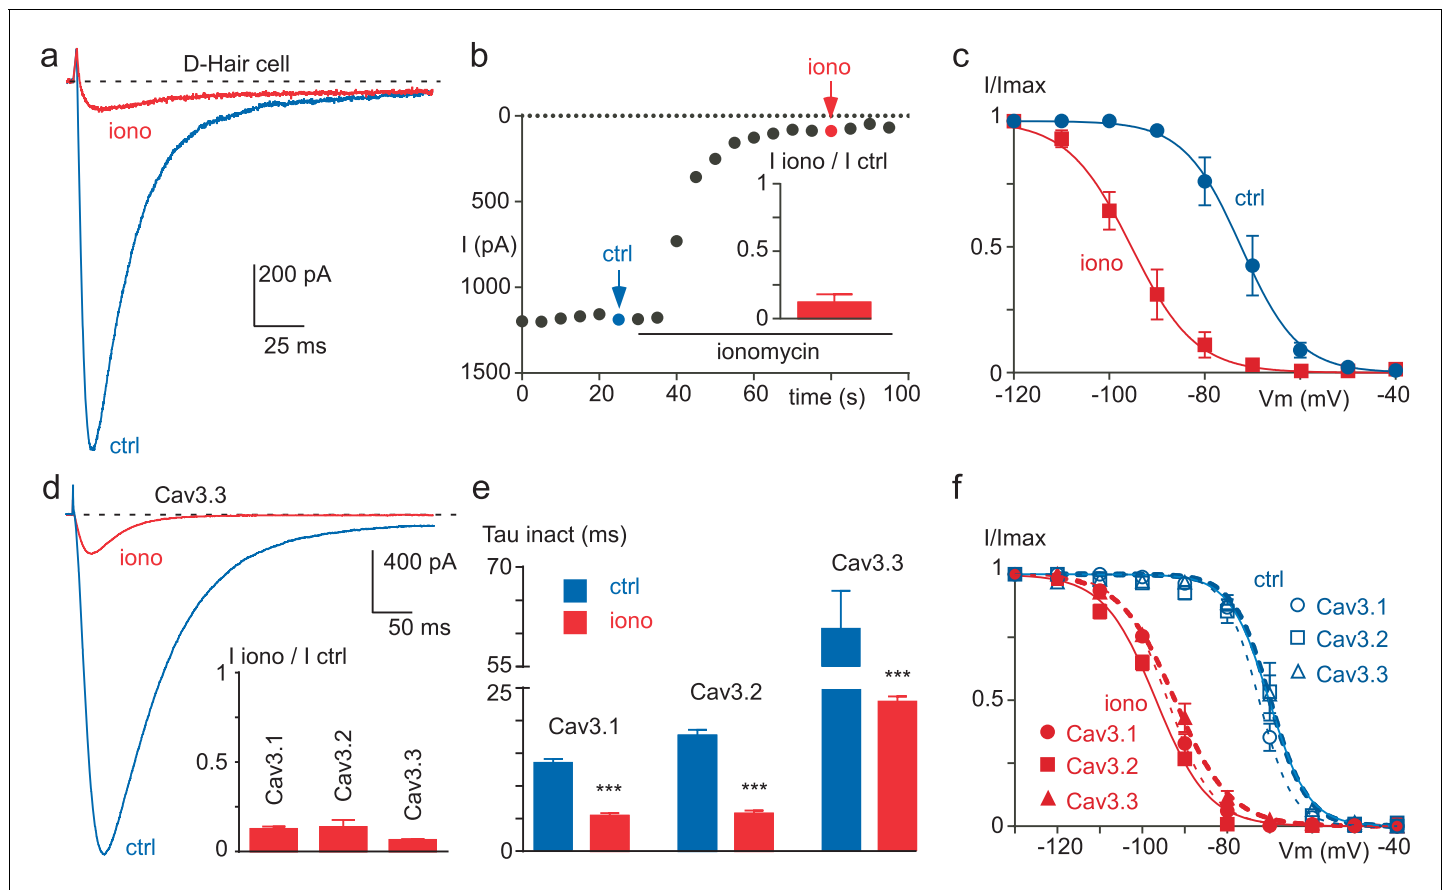 a
D-Hair cell
iono
200 pA
25 ms
ctrl
b
iono
0
I iono / I ctrl
1
500
I (pA)
0.5
ctrl
1000
0
ionomycin
1500
0
20
40
60
time (s)
100
c
I/Imax
1
ctrl
0.5
iono
0
-120
-100
-80
Vm (mV)
-40
d
Cav3.3
iono
400 pA
50 ms
I iono / I ctrl
1
0.5
Cav3.1
Cav3.2
Cav3.3
0
ctrl
e
Tau inact (ms)
70
ctrl
iono
Cav3.3
55
***
25
Cav3.2
Cav3.1
***
***
0
f
I/Imax
1
ctrl
Cav3.1
Cav3.2
Cav3.3
0.5
iono
Cav3.1
Cav3.2
Cav3.3
0
-120
-100
-80
Vm (mV)
-40